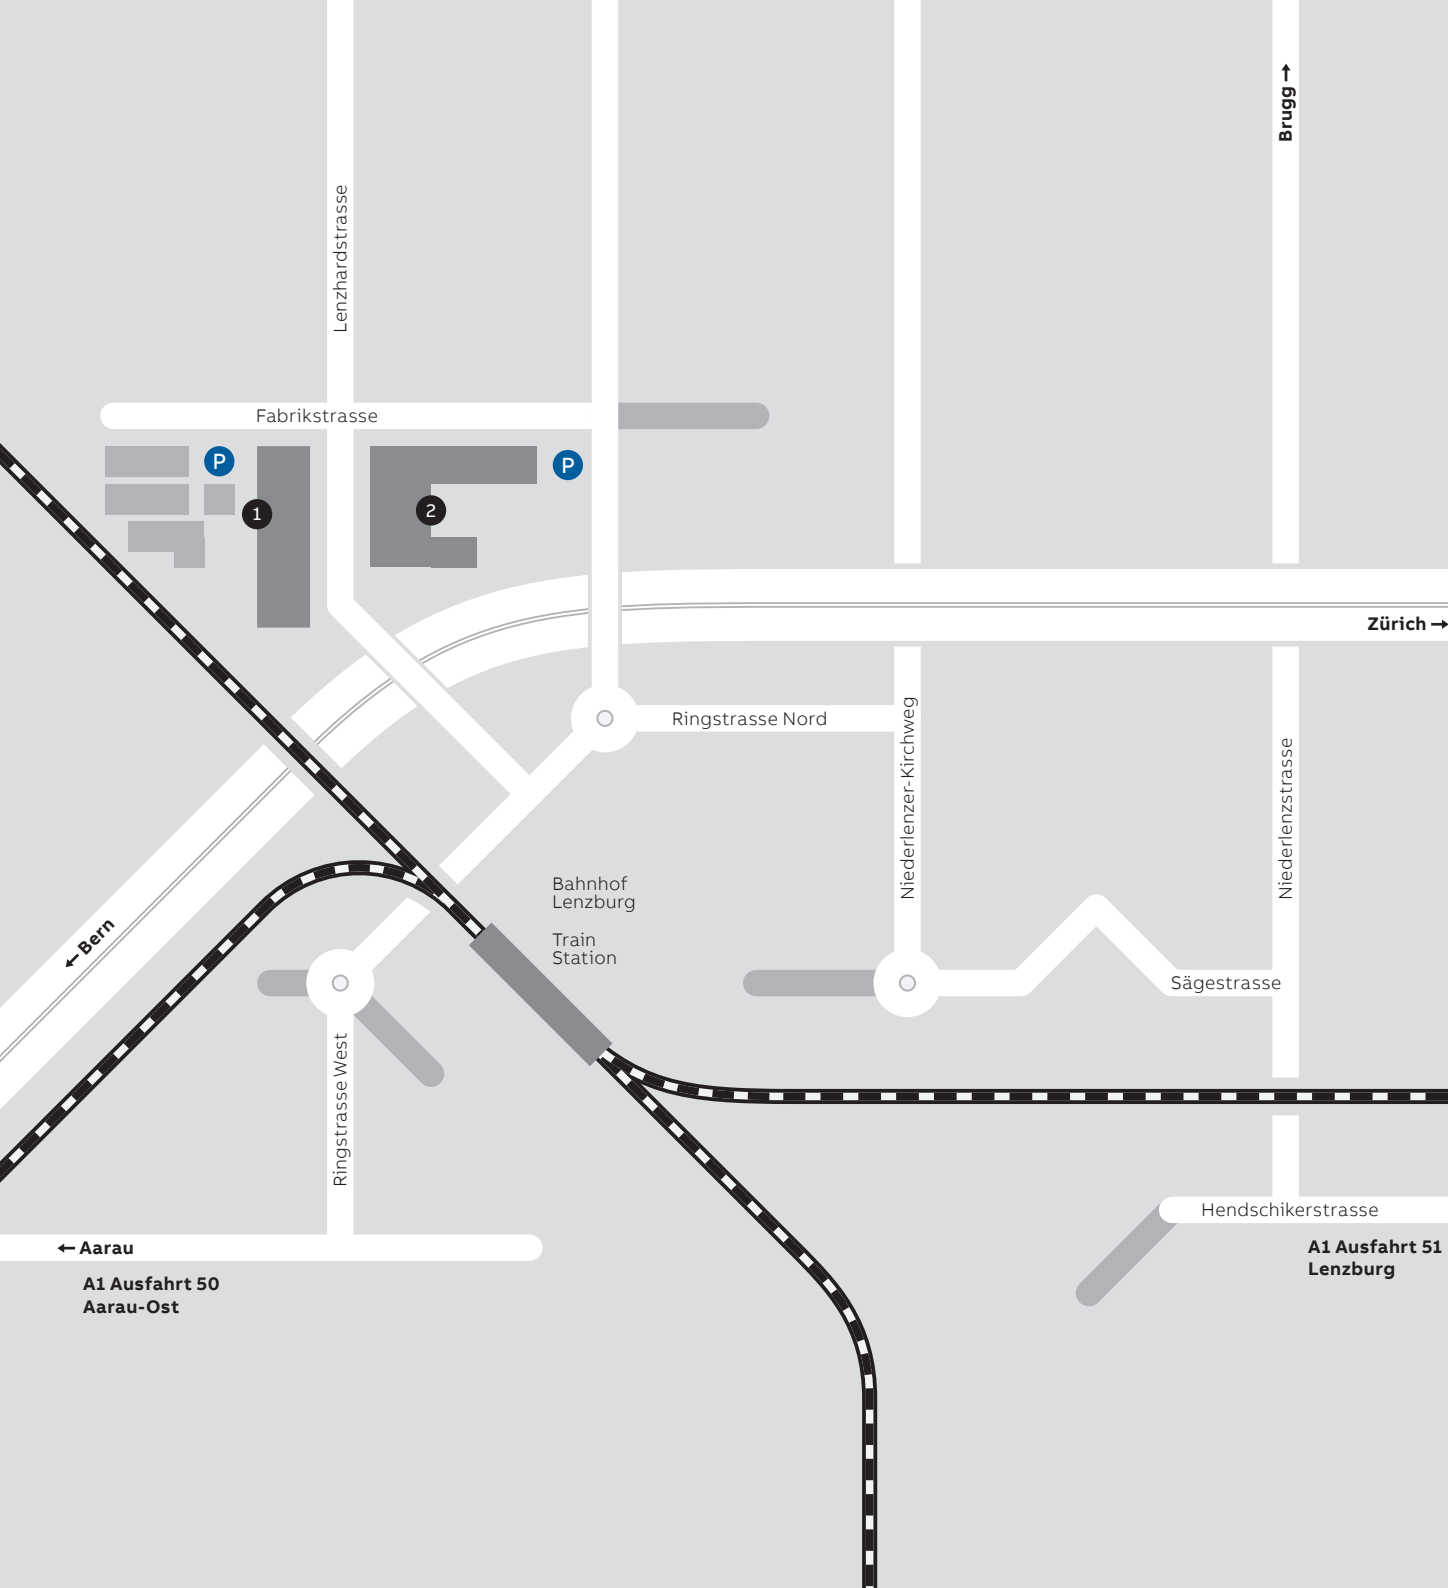 Brugg →
Lenzhardstrasse
Fabrikstrasse
P
P
1
2
Zürich →
Ringstrasse Nord
Niederlenzer-Kirchweg
Niederlenzstrasse
Bahnhof
Lenzburg
Train
Station
← Bern
Sägestrasse
Ringstrasse West
Hendschikerstrasse
← Aarau
A1 Ausfahrt 50
Aarau-Ost
A1 Ausfahrt 51
Lenzburg